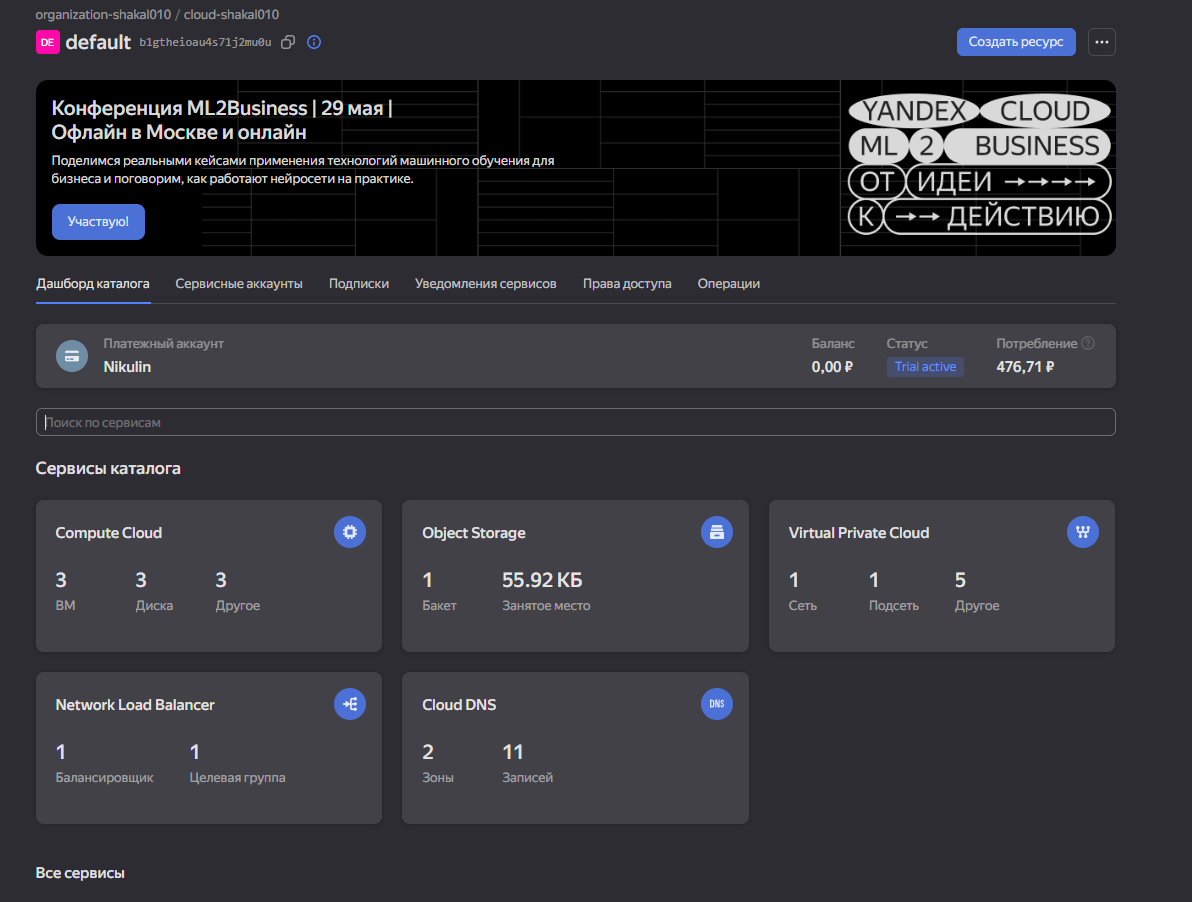 organization-shakal010 / cloud-shakal010
DE default b1gtheioau4s71j2mu0u
Создать ресурс
Конференция ML2Business | 29 мая |
Офлайн в Москве и онлайн
Поделимся реальными кейсами применения технологий машинного обучения для
бизнеса и поговорим, как работают нейросети на практике.
Участвую!
YANDEX CLOUD
ML 2 BUSINESS
ОТ ИДЕИ →→→→
К →→ ДЕЙСТВИЮ
Дашборд каталога Сервисные аккаунты Подписки Уведомления сервисов Права доступа Операции
Платежный аккаунт
Nikulin
Баланс
0,00 ₽
Статус
Trial active
Потребление
476,71 ₽
Поиск по сервисам
Сервисы каталога
Compute Cloud
3 3 3
ВМ Диска Другое
Object Storage
1 55.92 КБ
Бакет Занятое место
Virtual Private Cloud
1 1 5
Сеть Подсеть Другое
Network Load Balancer
1 1
Балансировщик Целевая группа
Cloud DNS
DNS
2 11
Зоны Записей
Все сервисы